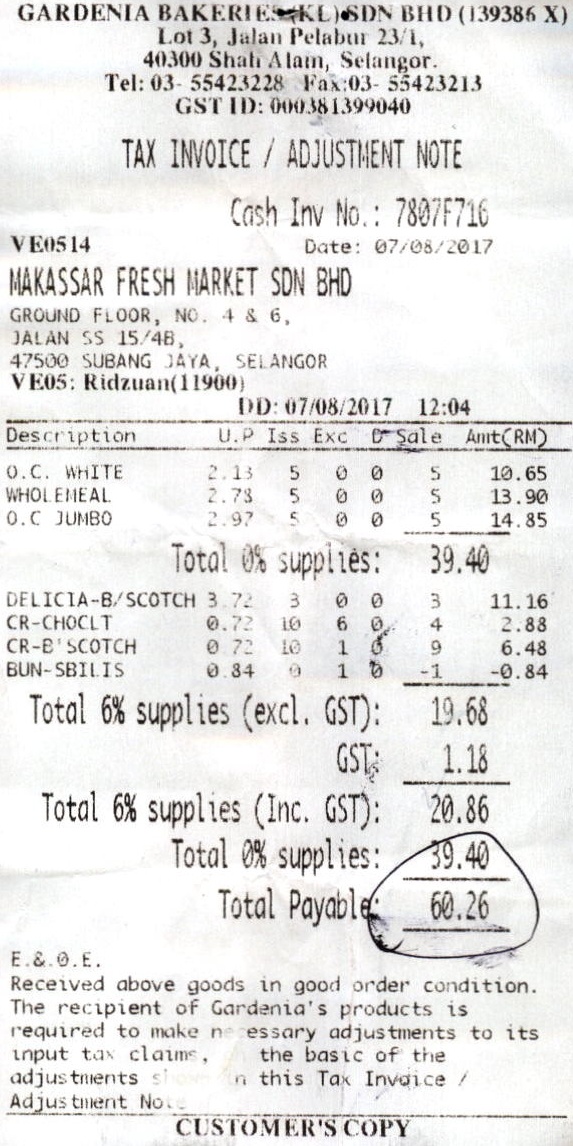 GARDENIA BAKERIES (KL) SDN BHD (139386 X)
Lot 3, Jalan Pelabur 23/1,
40300 Shah Alam, Selangor.
Tel: 03- 55423228 Fax:03- 55423213
GST ID: 000381399040
TAX INVOICE / ADJUSTMENT NOTE
Cash Inv No.: 7807F716
VE0514 Date: 07/08/2017
MAKASSAR FRESH MARKET SDN BHD
GROUND FLOOR, NO. 4 & 6,
JALAN SS 15/4B,
47500 SUBANG JAYA, SELANGOR
VE05: Ridzuan(11900)
DD: 07/08/2017 12:04
Description U.P Iss Exc D Sale Amt(RM)
O.C. WHITE 2.13 5 0 0 5 10.65
WHOLEMEAL 2.78 5 0 0 5 13.90
O.C JUMBO 2.97 5 0 0 5 14.85
Total 0% supplies: 39.40
DELICIA-B/SCOTCH 3.72 3 0 0 3 11.16
CR-CHOCLT 0.72 10 6 0 4 2.88
CR-B'SCOTCH 0.72 10 1 0 9 6.48
BUN-SBILIS 0.84 0 1 0 -1 -0.84
Total 6% supplies (excl. GST): 19.68
GST: 1.18
Total 6% supplies (Inc. GST): 20.86
Total 0% supplies: 39.40
Total Payable: 60.26
E.&.O.E.
Received above goods in good order condition.
The recipient of Gardenia's products is
required to make necessary adjustments to its
input tax claims, the basic of the
adjustments in this Tax Invoice /
Adjustment Note
CUSTOMER'S COPY